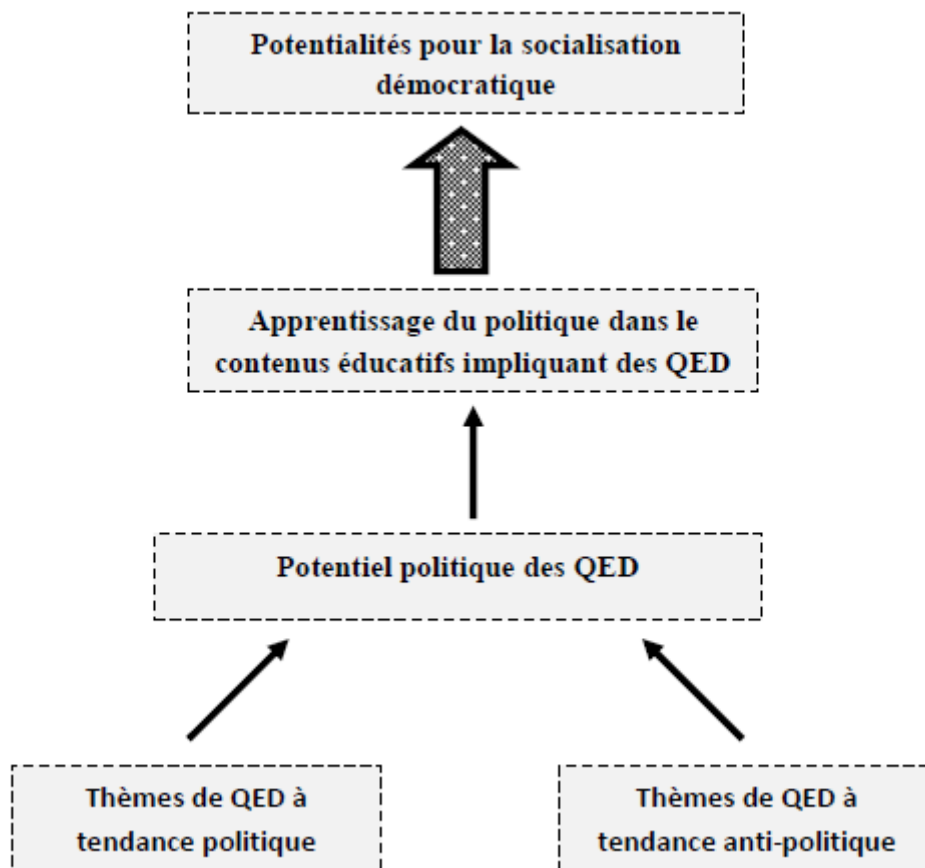 Potentialités pour la socialisation
démocratique
Apprentissage du politique dans le
contenus éducatifs impliquant des QED
Potentiel politique des QED
Thèmes de QED à
tendance politique
Thèmes de QED à
tendance anti-politique